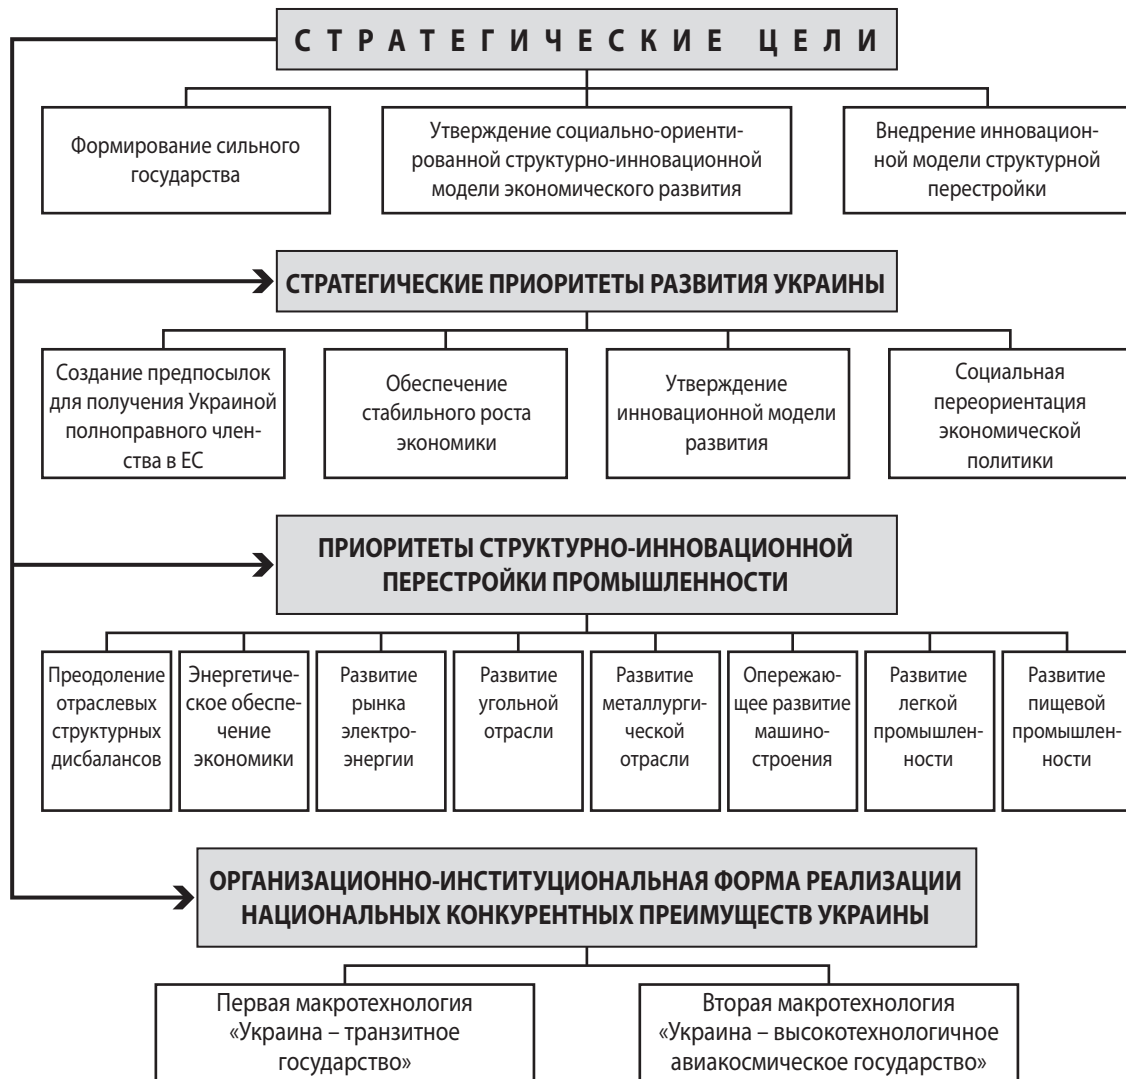 СТРАТЕГИЧЕСКИЕ ЦЕЛИ
Формирование сильного
государства
Утверждение социально-ориенти-
рованной структурно-инновационной
модели экономического развития
Внедрение инновацион-
ной модели структурной
перестройки
СТРАТЕГИЧЕСКИЕ ПРИОРИТЕТЫ РАЗВИТИЯ УКРАИНЫ
Создание предпосылок
для получения Украиной
полноправного член-
ства в ЕС
Обеспечение
стабильного роста
экономики
Утверждение
инновационной модели
развития
Социальная
переориентация
экономической
политики
ПРИОРИТЕТЫ СТРУКТУРНО-ИННОВАЦИОННОЙ
ПЕРЕСТРОЙКИ ПРОМЫШЛЕННОСТИ
Преодоление
отраслевых
структурных
дисбалансов
Энергетиче-
ское обеспе-
чение
экономики
Развитие
рынка
электро-
энергии
Развитие
угольной
отрасли
Развитие
металлурги-
ческой
отрасли
Опережаю-
щее развитие
машино-
строения
Развитие
легкой
промышлен-
ности
Развитие
пищевой
промышлен-
ности
ОРГАНИЗАЦИОННО-ИНСТИТУЦИОНАЛЬНАЯ ФОРМА РЕАЛИЗАЦИИ
НАЦИОНАЛЬНЫХ КОНКУРЕНТНЫХ ПРЕИМУЩЕСТВ УКРАИНЫ
Первая макротехнология
«Украина – транзитное
государство»
Вторая макротехнология
«Украина – высокотехнологичное
авиакосмическое государство»